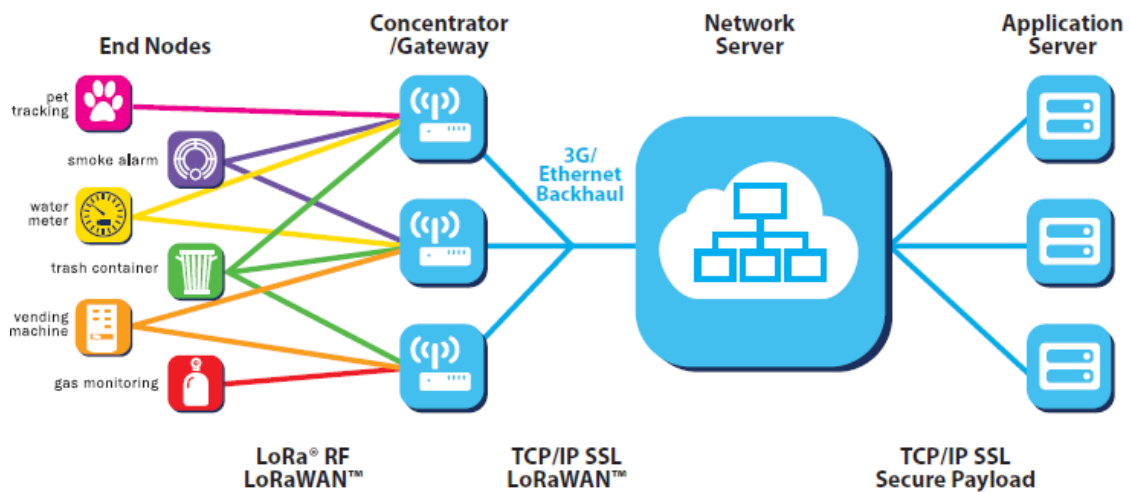 End Nodes
Concentrator
/Gateway
Network
Server
Application
Server
pet
tracking
smoke alarm
water
meter
trash container
vending
machine
gas monitoring
3G/
Ethernet
Backhaul
LoRa® RF
LoRaWAN™
TCP/IP SSL
LoRaWAN™
TCP/IP SSL
Secure Payload